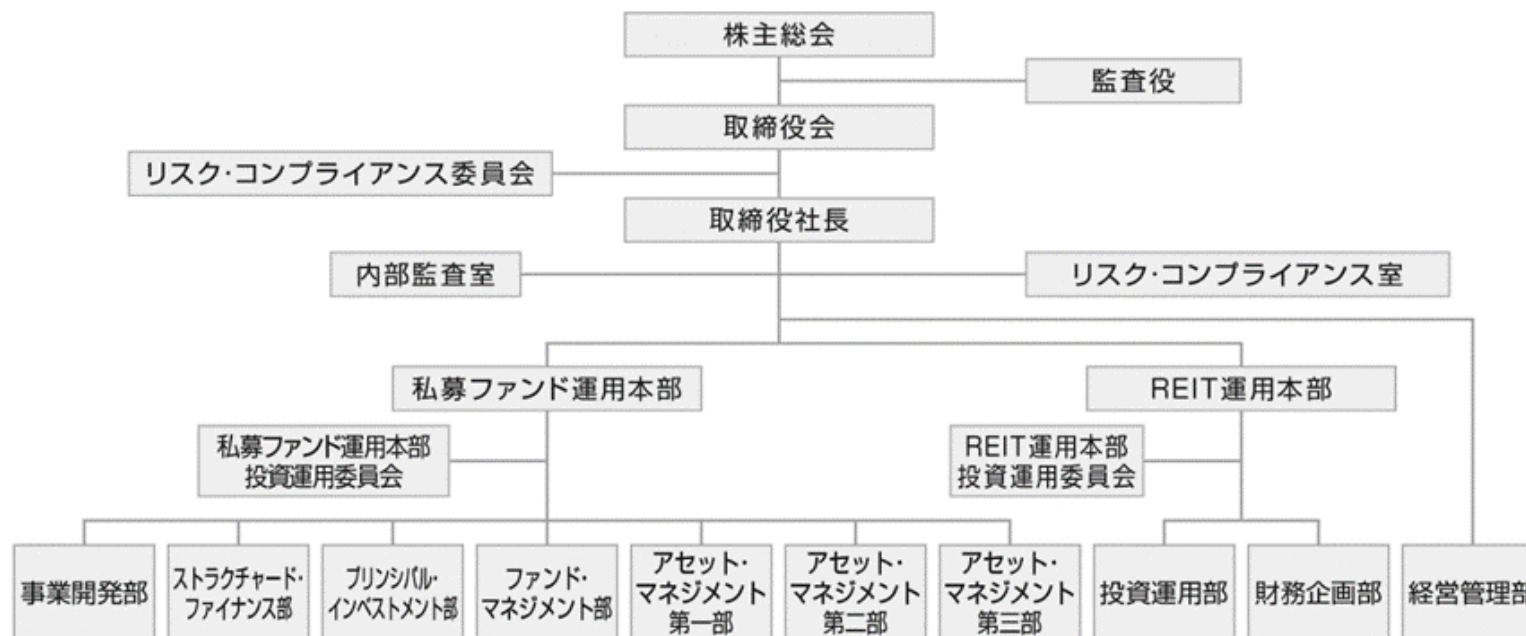 株主総会
監査役
取締役会
リスク・コンプライアンス委員会
取締役社長
内部監査室
リスク・コンプライアンス室
私募ファンド運用本部
REIT運用本部
私募ファンド運用本部
投資運用委員会
REIT運用本部
投資運用委員会
事業開発部
ストラクチャード・
ファイナンス部
プリンシパル・
インベストメント部
ファンド・
マネジメント部
アセット・
マネジメント
第一部
アセット・
マネジメント
第二部
アセット・
マネジメント
第三部
投資運用部
財務企画部
経営管理部